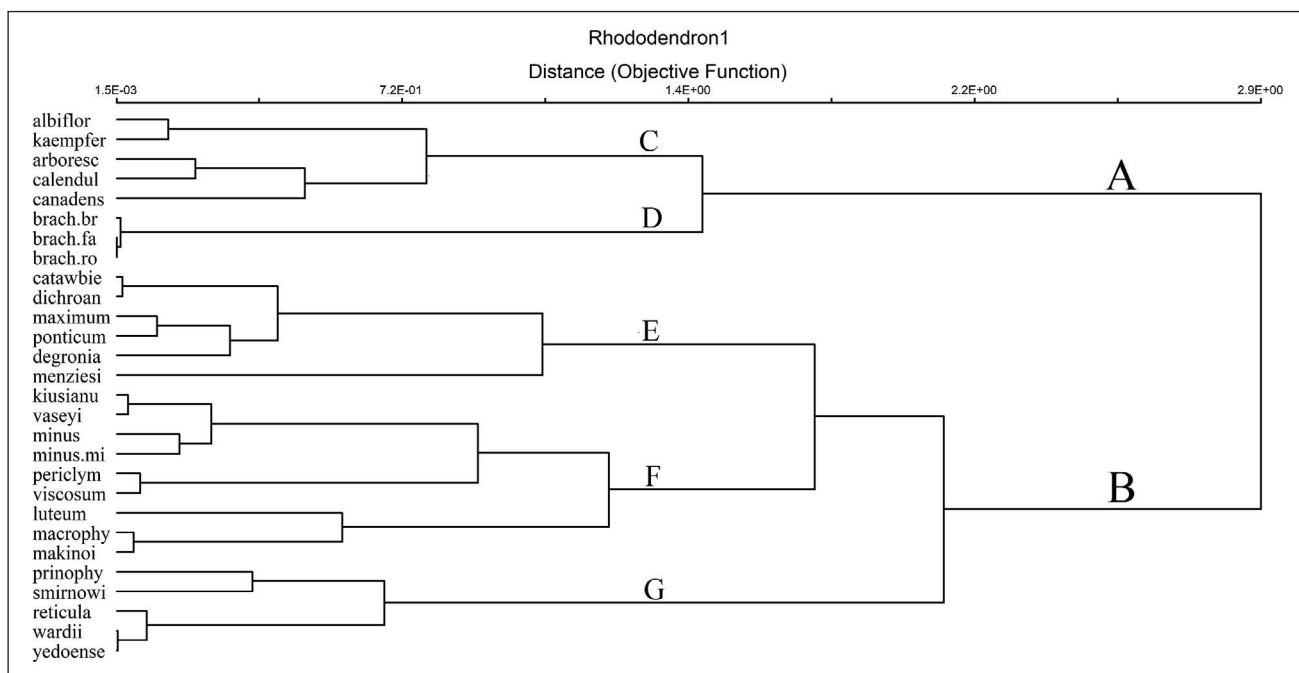 Rhododendron1
Distance (Objective Function)
1.5E-03 7.2E-01 1.4E+00 2.2E+00 2.9E+00
albiflor
kaempfer
arboresc
calendul
canadens
brach.br
brach.fa
brach.ro
catawbie
dichroan
maximum
ponticum
degronia
menziesi
kiusianu
vaseyi
minus
minus.mi
periclym
viscosum
luteum
macrophy
makinoi
prinophy
smirnowi
reticula
wardii
yedoense
C
A
D
E
F
B
G